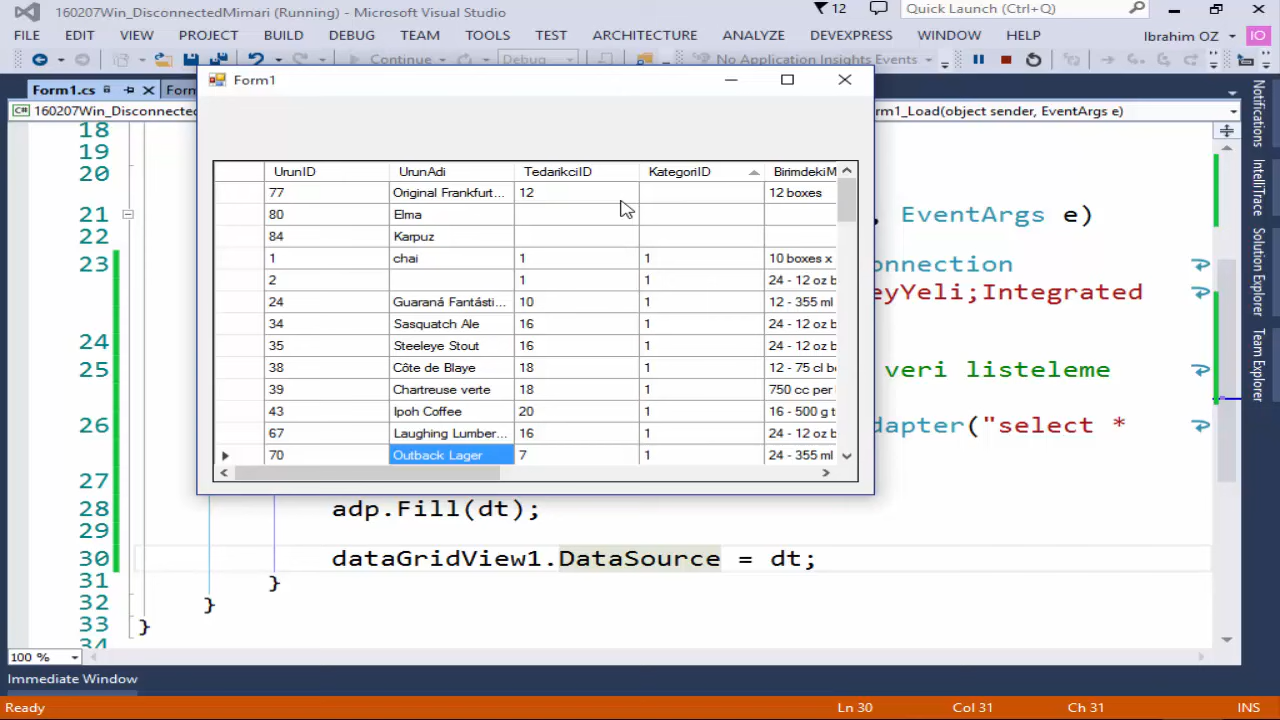 160207Win_DisconnectedMimari (Running) - Microsoft Visual Studio
12
Quick Launch (Ctrl+Q)
FILE EDIT VIEW PROJECT BUILD DEBUG TEAM TOOLS TEST ARCHITECTURE ANALYZE DEVEXPRESS WINDOW HELP Ibrahim OZ IO
Continue Debug No Application Insights Events
Form1.cs Form
160207Win_DisconnectedMi rm1_Load(object sender, EventArgs e)
Form1
UrunID UrunAdi TedarikciID KategoriID BirimdekiM
77 Original Frankfurt... 12 12 boxes
80 Elma
84 Karpuz
1 chai 1 1 10 boxes x
2 1 1 24 - 12 oz b
24 Guaraná Fantásti... 10 1 12 - 355 ml
34 Sasquatch Ale 16 1 24 - 12 oz b
35 Steeleye Stout 16 1 24 - 12 oz b
38 Côte de Blaye 18 1 12 - 75 cl b
39 Chartreuse verte 18 1 750 cc per
43 Ipoh Coffee 20 1 16 - 500 g t
67 Laughing Lumber... 16 1 24 - 12 oz b
70 Outback Lager 7 1 24 - 355 ml
18
19
20
21 , EventArgs e)
22
23 onnection
eyYeli;Integrated
24
25 veri listeleme
26 dapter("select *
27
28 adp.Fill(dt);
29
30 dataGridView1.DataSource = dt;
31 }
32 }
33 }
34
100 %
Immediate Window
Ready Ln 30 Col 31 Ch 31 INS
Notifications
IntelliTrace
Solution Explorer
Team Explorer